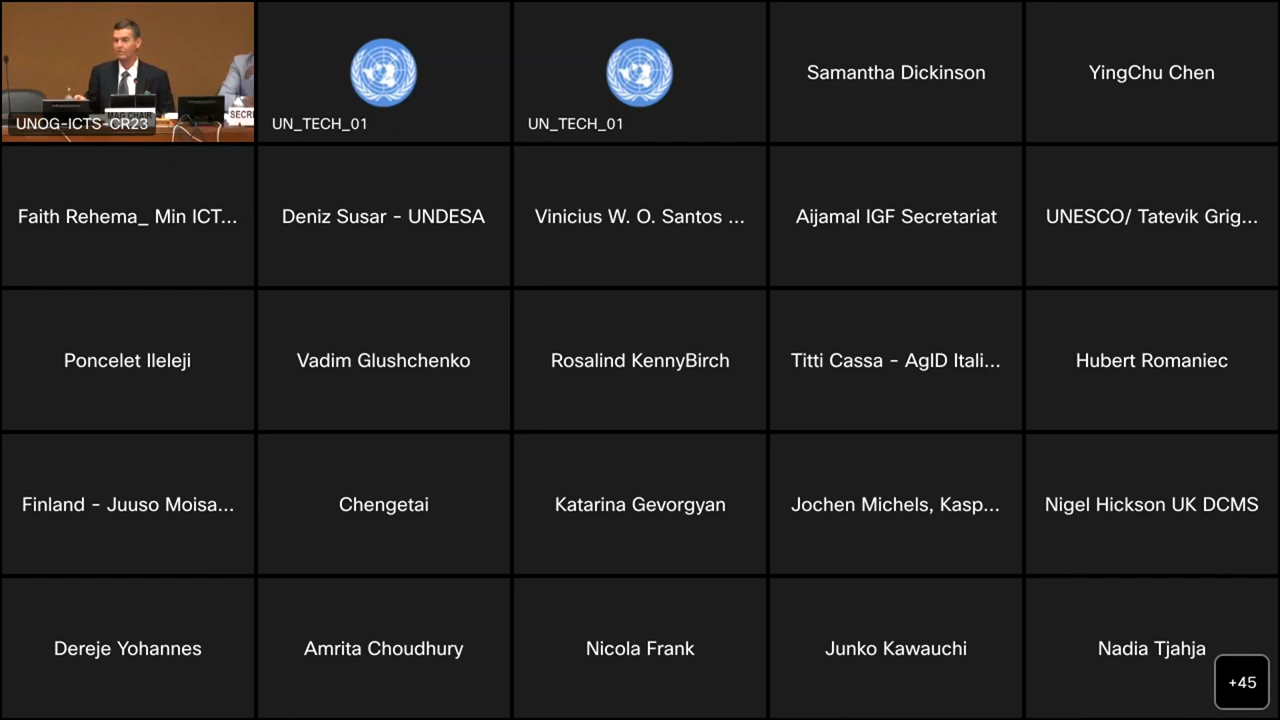 MAG CHAIR
SECRE
UNOG-ICTS-CR23
UN_TECH_01
UN_TECH_01
Samantha Dickinson
YingChu Chen
Faith Rehema_ Min ICT...
Deniz Susar - UNDESA
Vinicius W. O. Santos ...
Aijamal IGF Secretariat
UNESCO/ Tatevik Grig...
Poncelet Ileleji
Vadim Glushchenko
Rosalind KennyBirch
Titti Cassa - AgID Itali...
Hubert Romaniec
Finland - Juuso Moisa...
Chengetai
Katarina Gevorgyan
Jochen Michels, Kasp...
Nigel Hickson UK DCMS
Dereje Yohannes
Amrita Choudhury
Nicola Frank
Junko Kawauchi
Nadia Tjahja
+45